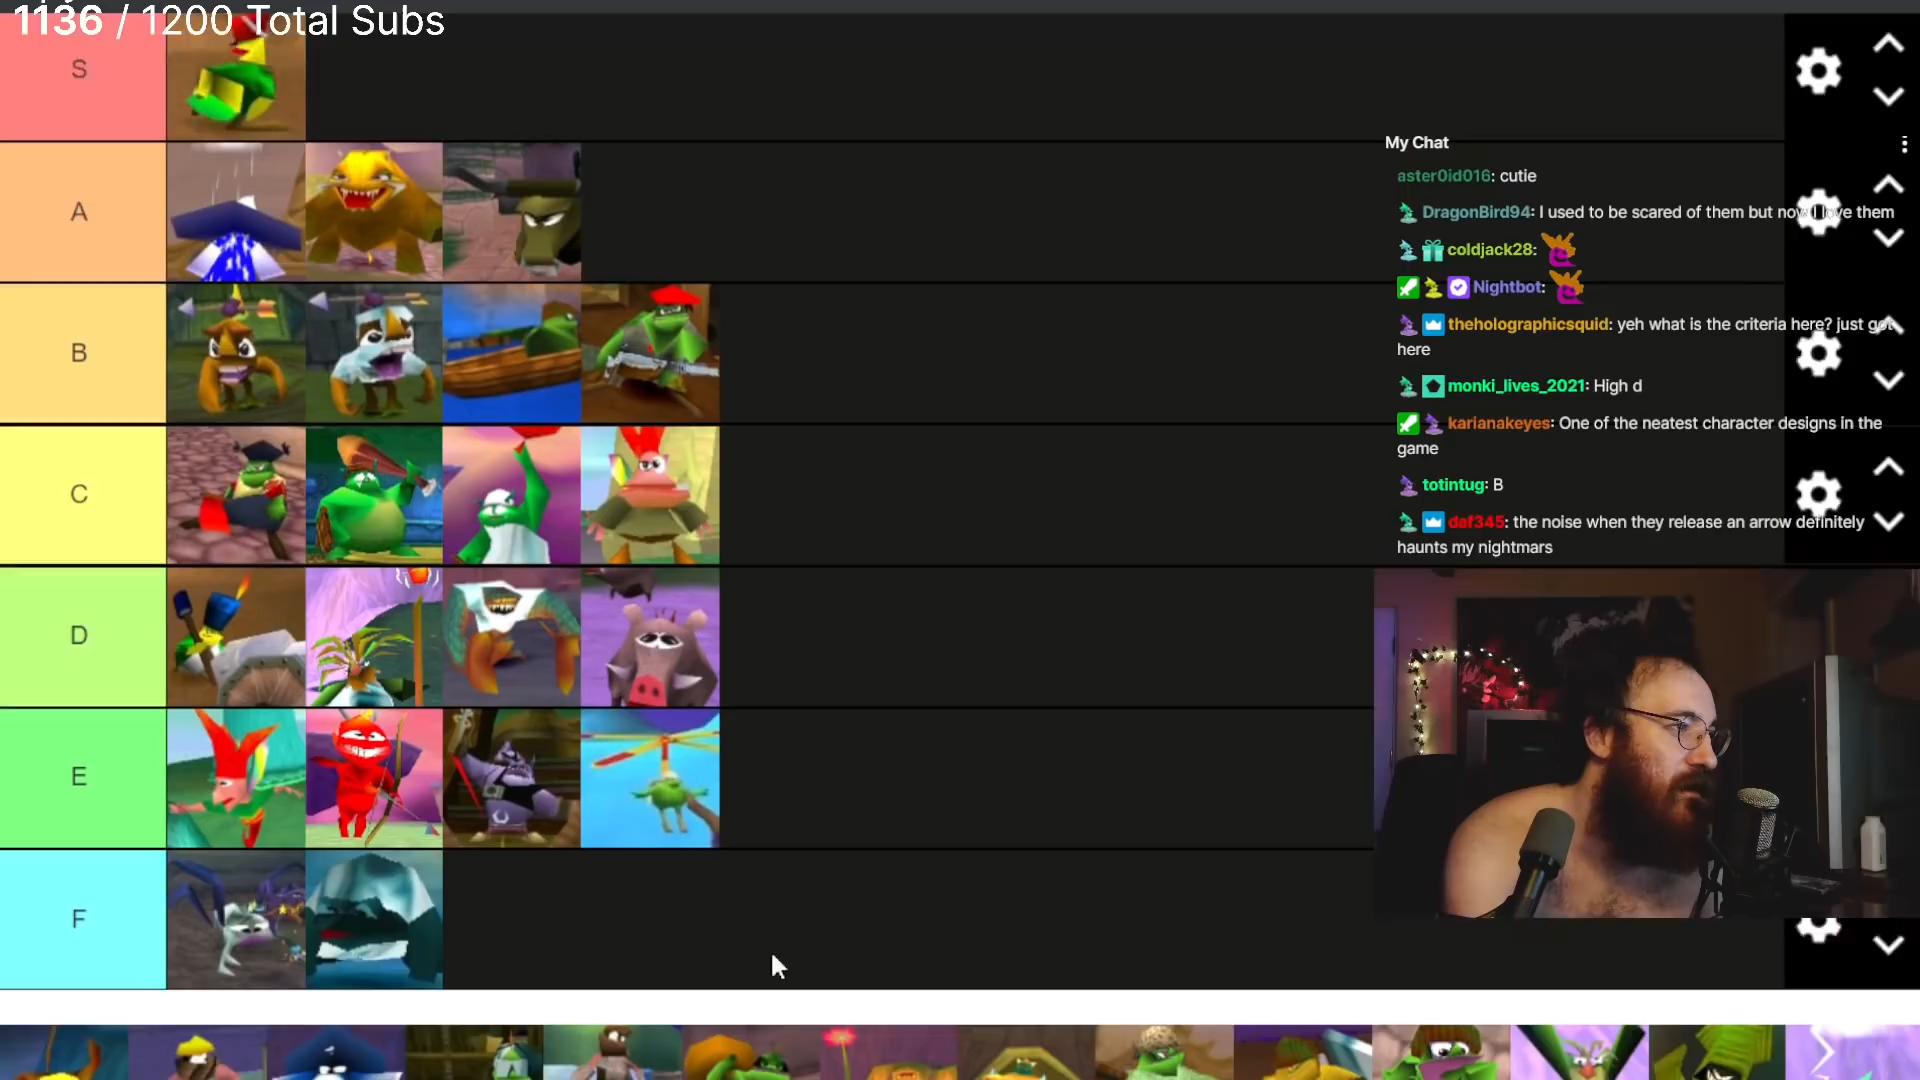 1136 / 1200 Total Subs
S
A
B
C
D
E
F
My Chat
aster0id016: cutie
DragonBird94: I used to be scared of them but now I love them
coldjack28:
Nightbot:
theholographicsquid: yeh what is the criteria here? just got
here
monki_lives_2021: High d
karianakeyes: One of the neatest character designs in the
game
totintug: B
daf345: the noise when they release an arrow definitely
haunts my nightmars